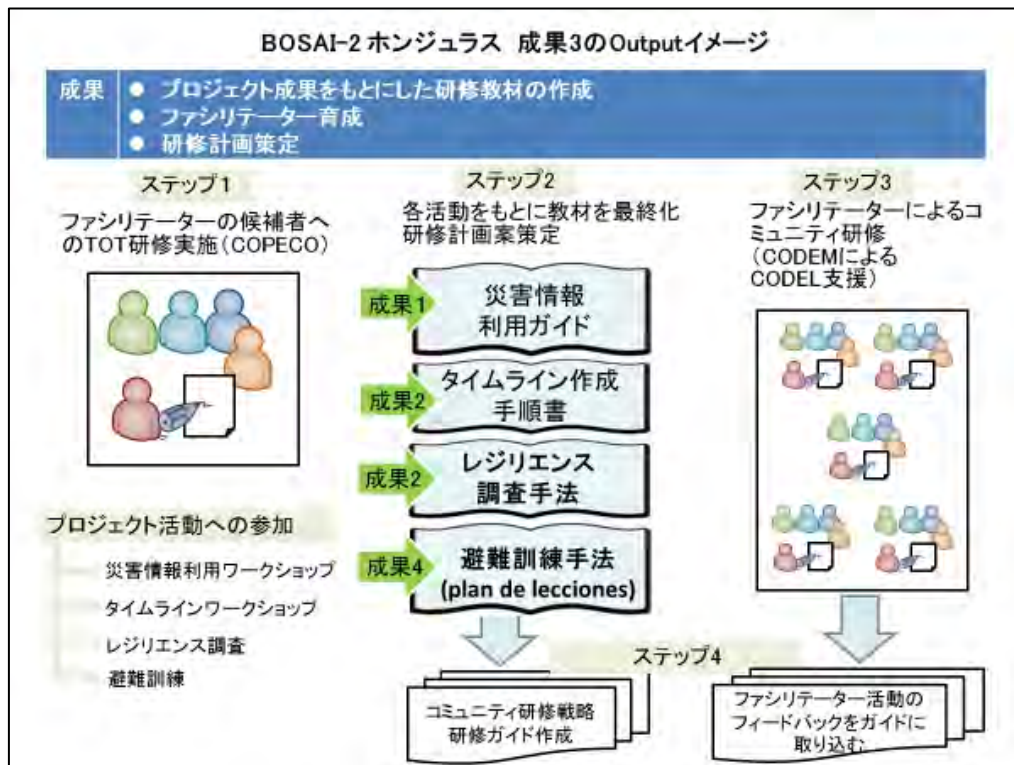 BOSAI-2 ホンジュラス 成果3のOutputイメージ
成果
● プロジェクト成果をもとにした研修教材の作成
● ファシリテーター育成
● 研修計画策定
ステップ1
ファシリテーターの候補者へ
のTOT研修実施(COPECO)
プロジェクト活動への参加
災害情報利用ワークショップ
タイムラインワークショップ
レジリエンス調査
避難訓練
ステップ2
各活動をもとに教材を最終化
研修計画案策定
成果1
災害情報
利用ガイド
成果2
タイムライン作成
手順書
成果2
レジリエンス
調査手法
成果4
避難訓練手法
(plan de lecciones)
ステップ3
ファシリテーターによるコ
ミュニティ研修
(CODEMによる
CODEL支援)
ステップ4
コミュニティ研修戦略
研修ガイド作成
ファシリテーター活動の
フィードバックをガイドに
取り込む